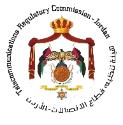 Telecommunications Regulatory Commission - Jordan
هيئة تنظيم قطاع الاتصالات - الأردن